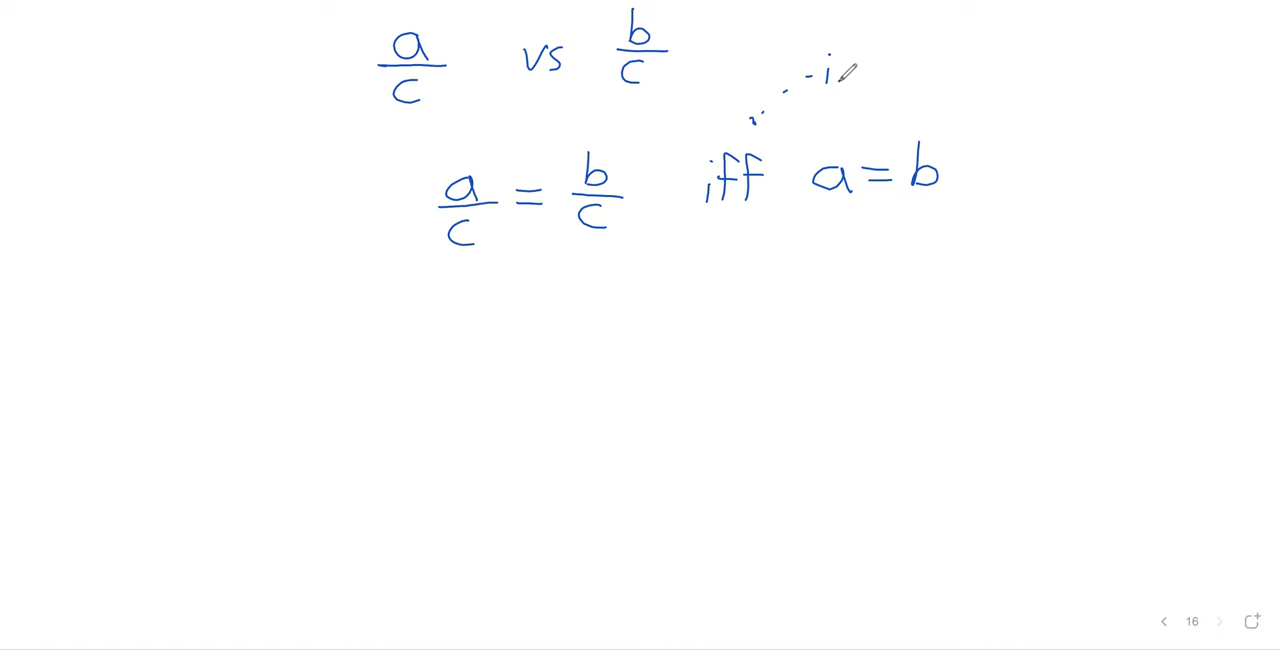 a/c vs b/c
- i
a/c = b/c iff a = b
< 16 >